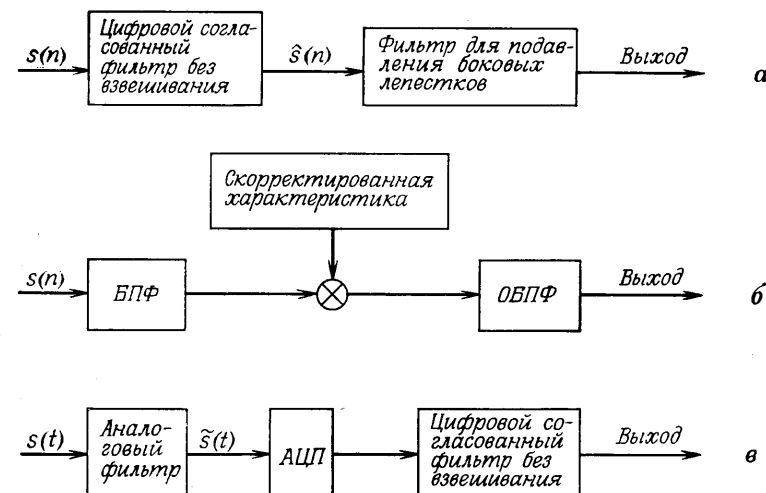 Цифровой согла-
сованный
фильтр без
взвешивания
s(n)
ŝ(n)
Фильтр для подав-
ления боковых
лепестков
Выход
а
Скорректированная
характеристика
s(n)
БПФ
ОБПФ
Выход
б
s(t)
Анало-
говый
фильтр
s̃(t)
АЦП
Цифровой со-
гласованный
фильтр без
взвешивания
Выход
в